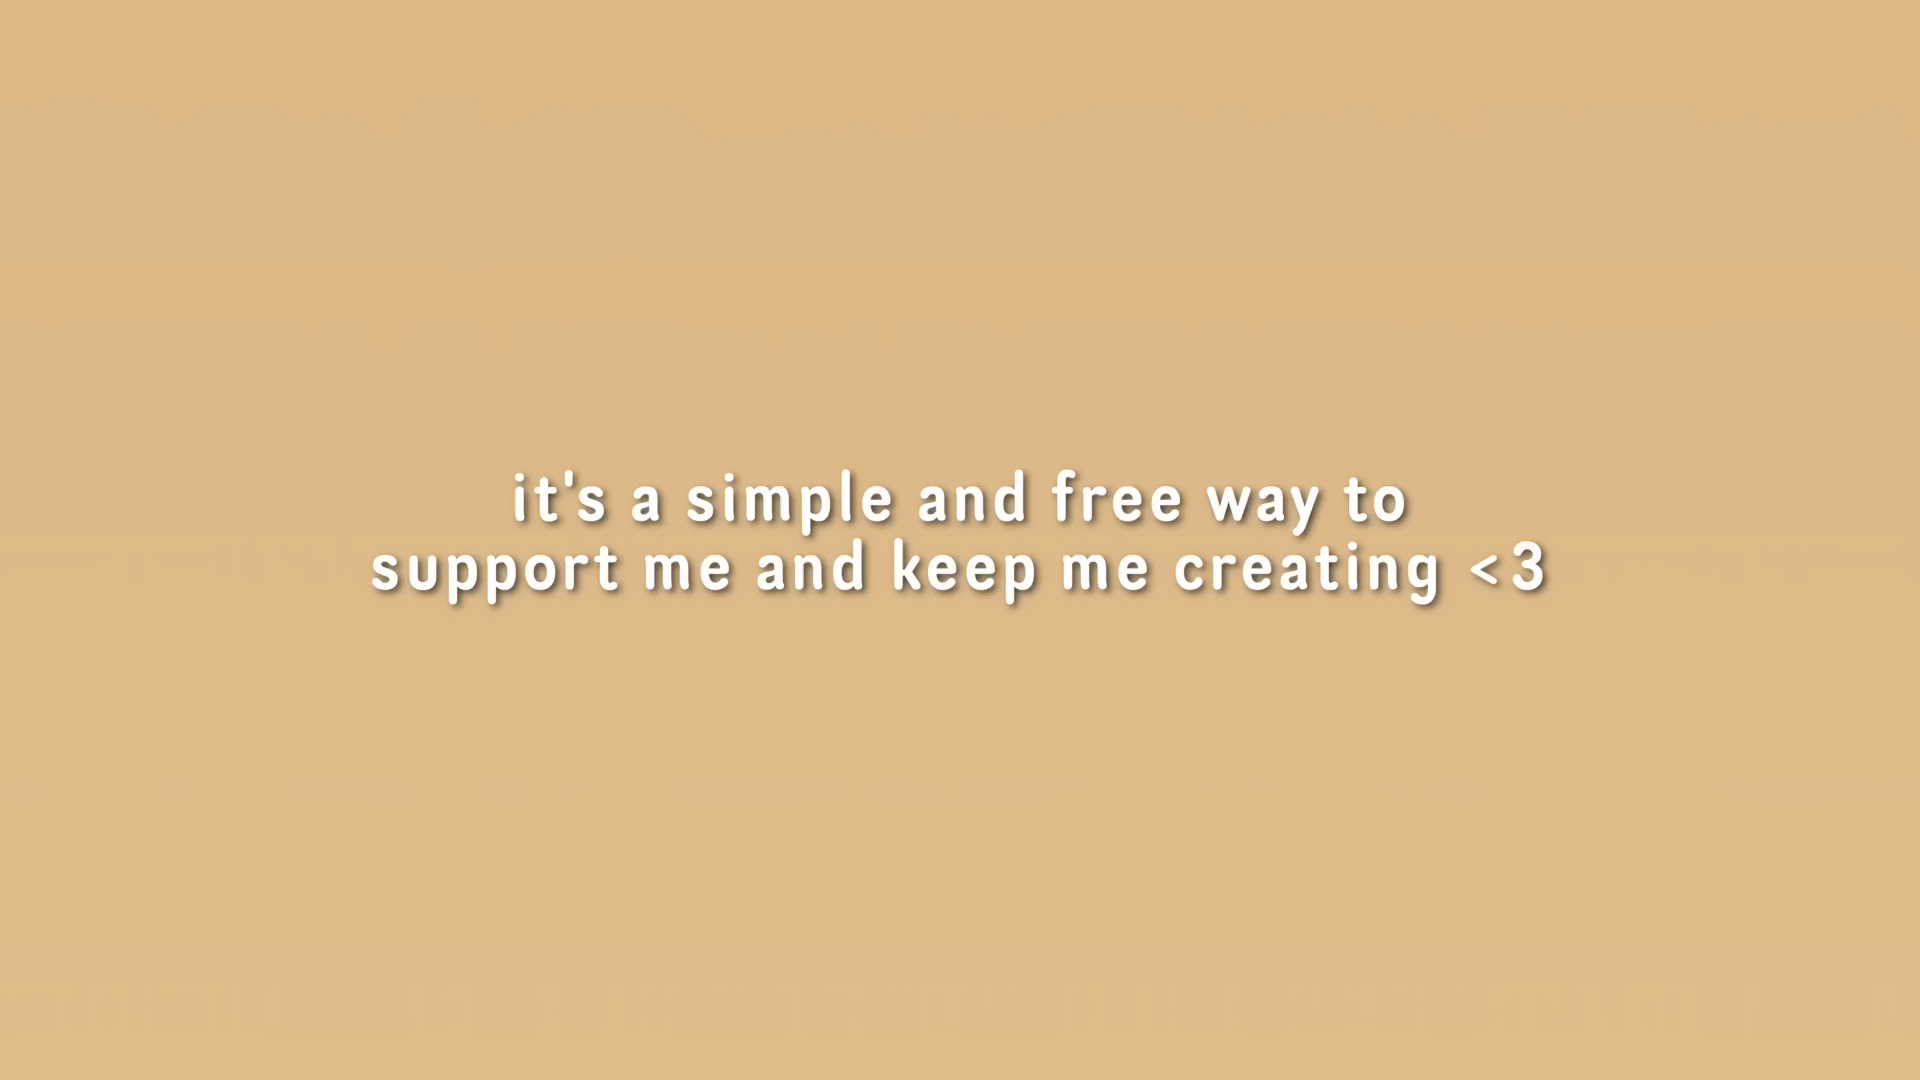 it's a simple and free way to
support me and keep me creating <3